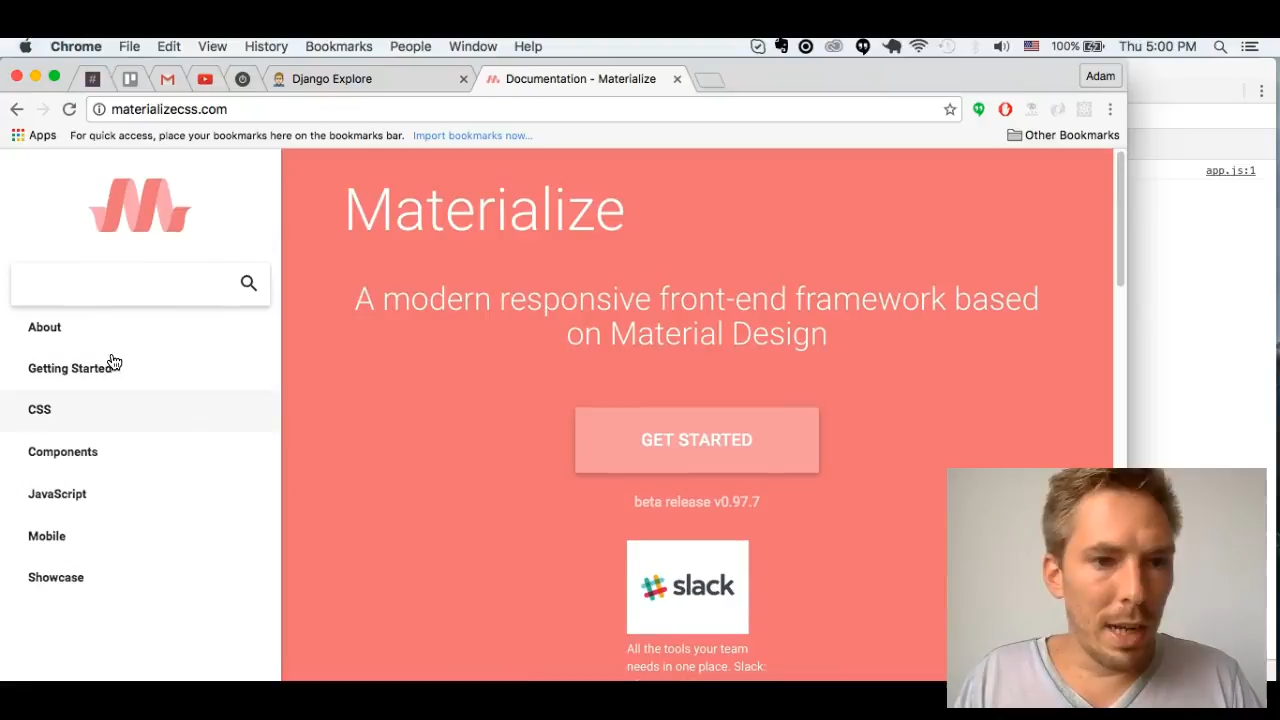 Chrome File Edit View History Bookmarks People Window Help 100% Thu 5:00 PM
# Django Explore Documentation - Materialize Adam
materializecss.com
Apps For quick access, place your bookmarks here on the bookmarks bar. Import bookmarks now... Other Bookmarks
app.js:1
Materialize
A modern responsive front-end framework based
on Material Design
About
Getting Started
CSS
Components
JavaScript
Mobile
Showcase
GET STARTED
beta release v0.97.7
slack
All the tools your team
needs in one place. Slack: